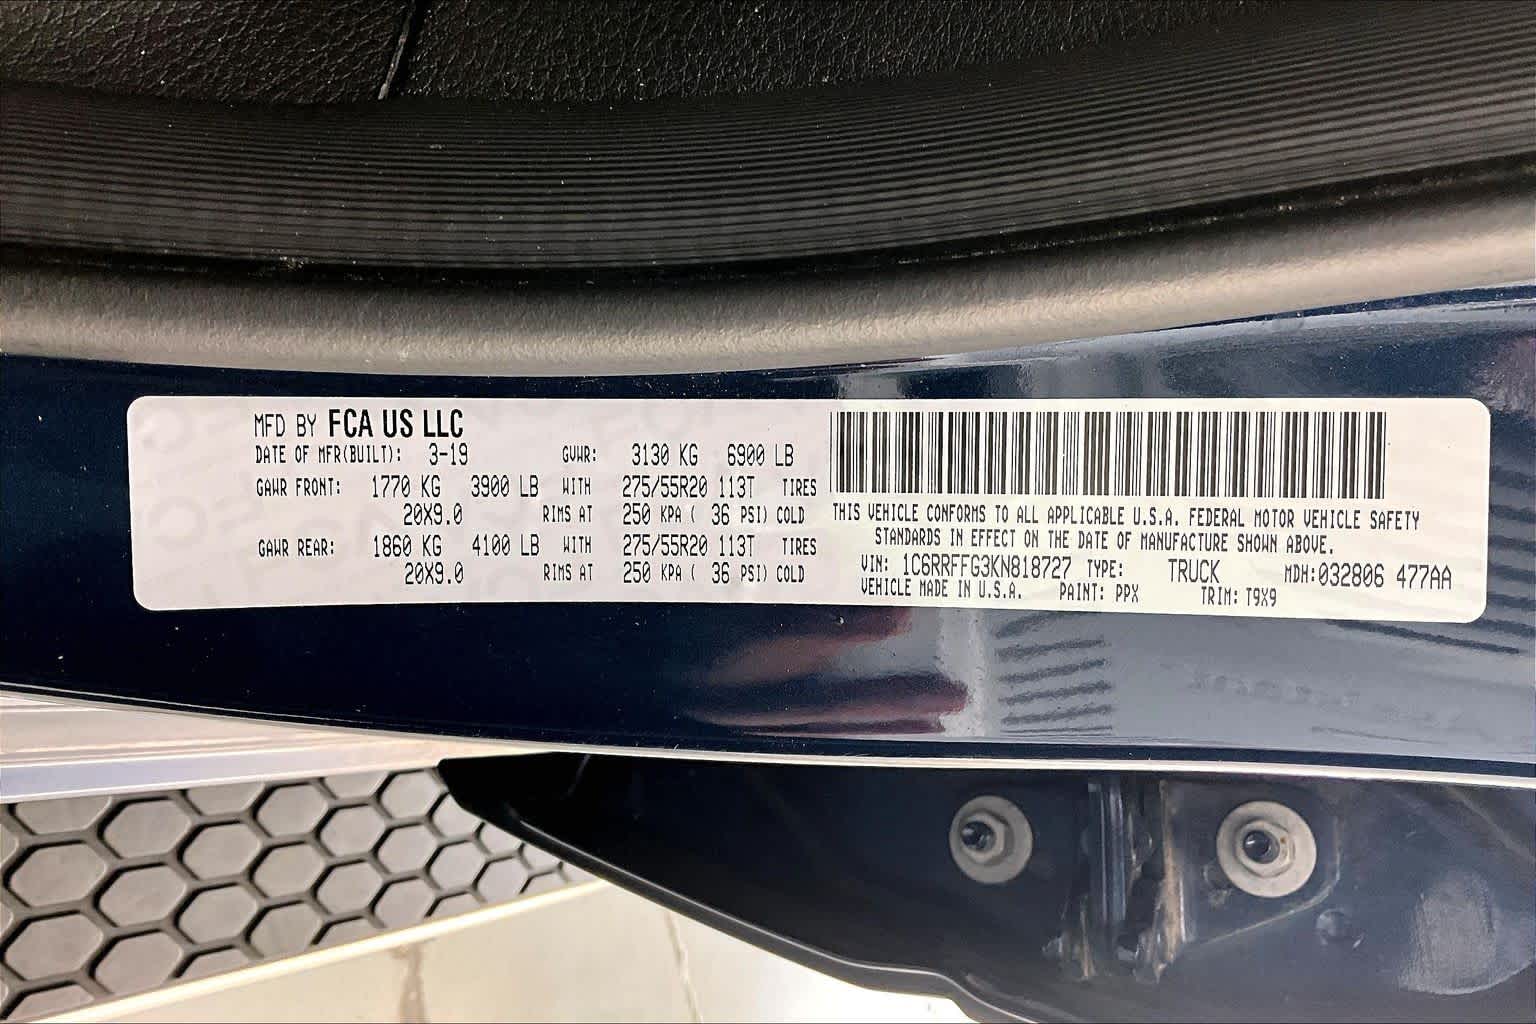 MFD BY FCA US LLC
DATE OF MFR(BUILT): 3-19 GVWR: 3130 KG 6900 LB
GAWR FRONT: 1770 KG 3900 LB WITH 275/55R20 113T TIRES
20X9.0 RIMS AT 250 KPA ( 36 PSI) COLD
GAWR REAR: 1860 KG 4100 LB WITH 275/55R20 113T TIRES
20X9.0 RIMS AT 250 KPA ( 36 PSI) COLD
THIS VEHICLE CONFORMS TO ALL APPLICABLE U.S.A. FEDERAL MOTOR VEHICLE SAFETY
STANDARDS IN EFFECT ON THE DATE OF MANUFACTURE SHOWN ABOVE.
VIN: 1C6RRFFG3KN818727 TYPE: TRUCK MDH:032806 477AA
VEHICLE MADE IN U.S.A. PAINT: PPX TRIM: T9X9